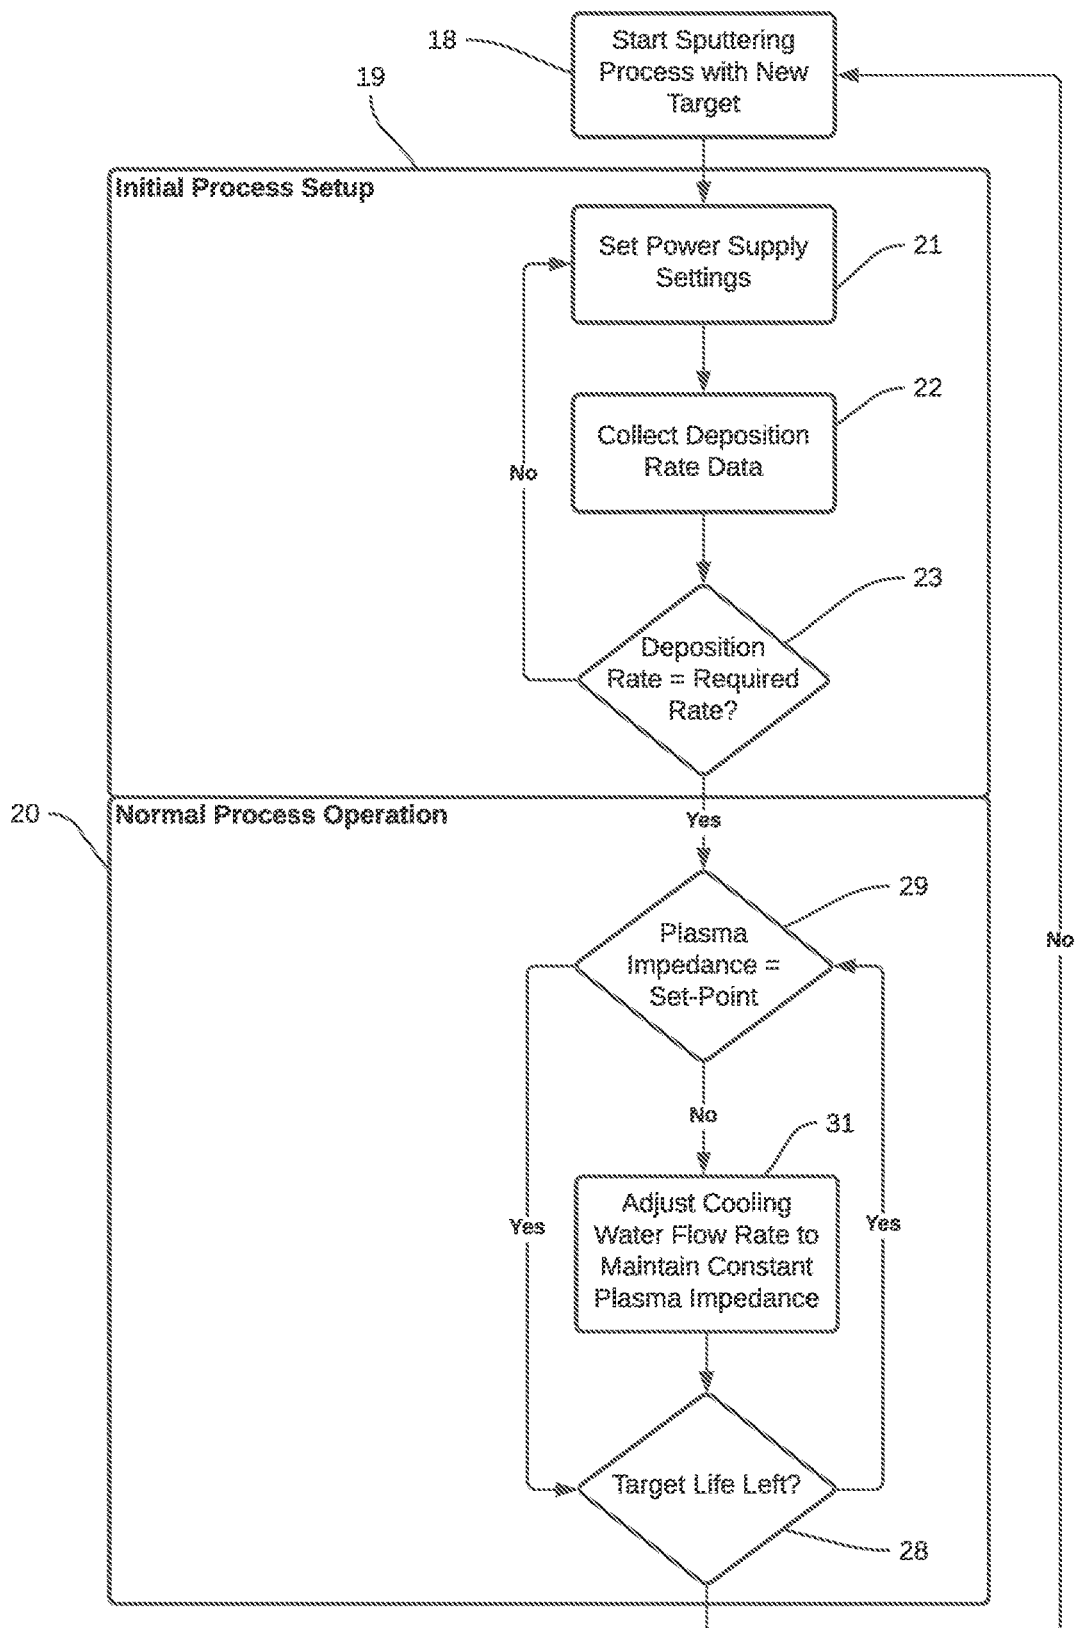 18
Start Sputtering
Process with New
Target
19
Initial Process Setup
Set Power Supply
Settings
21
22
Collect Deposition
Rate Data
No
23
Deposition
Rate = Required
Rate?
20
Normal Process Operation
Yes
29
Plasma
Impedance =
Set-Point
No
No
31
Adjust Cooling
Water Flow Rate to
Maintain Constant
Plasma Impedance
Yes
Yes
Target Life Left?
28